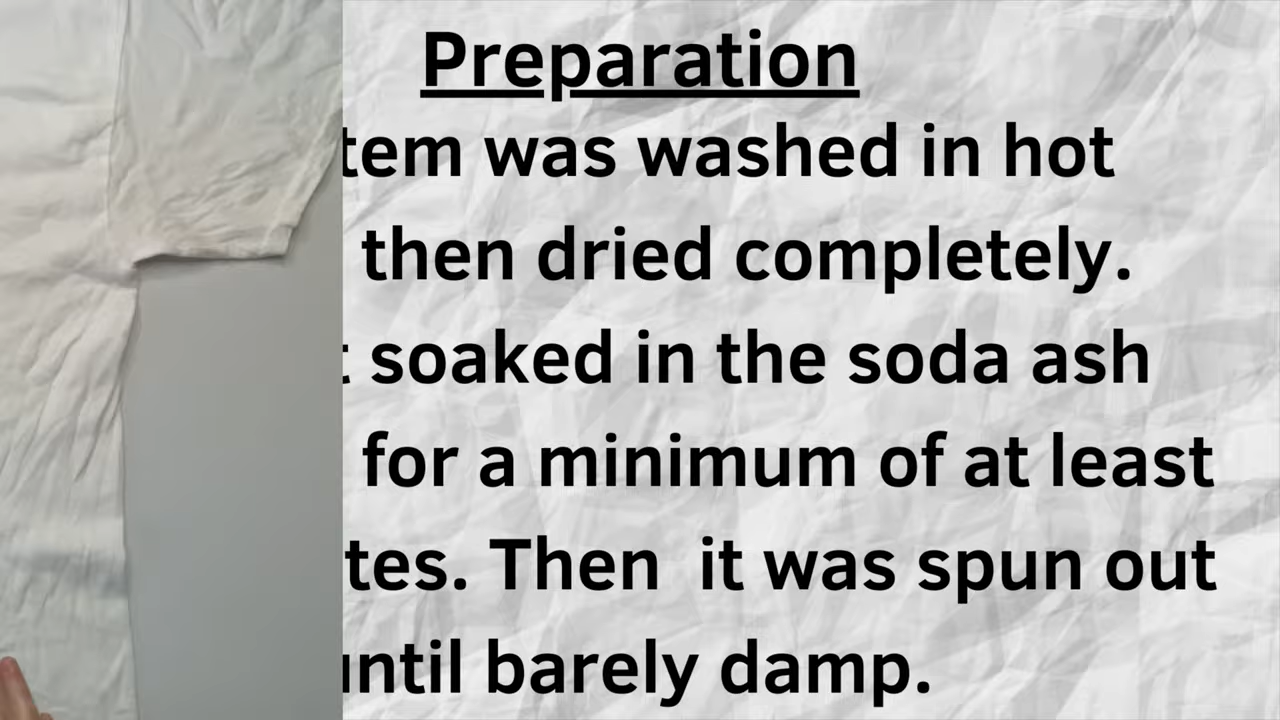 Preparation
tem was washed in hot
then dried completely.
t soaked in the soda ash
for a minimum of at least
tes. Then it was spun out
until barely damp.